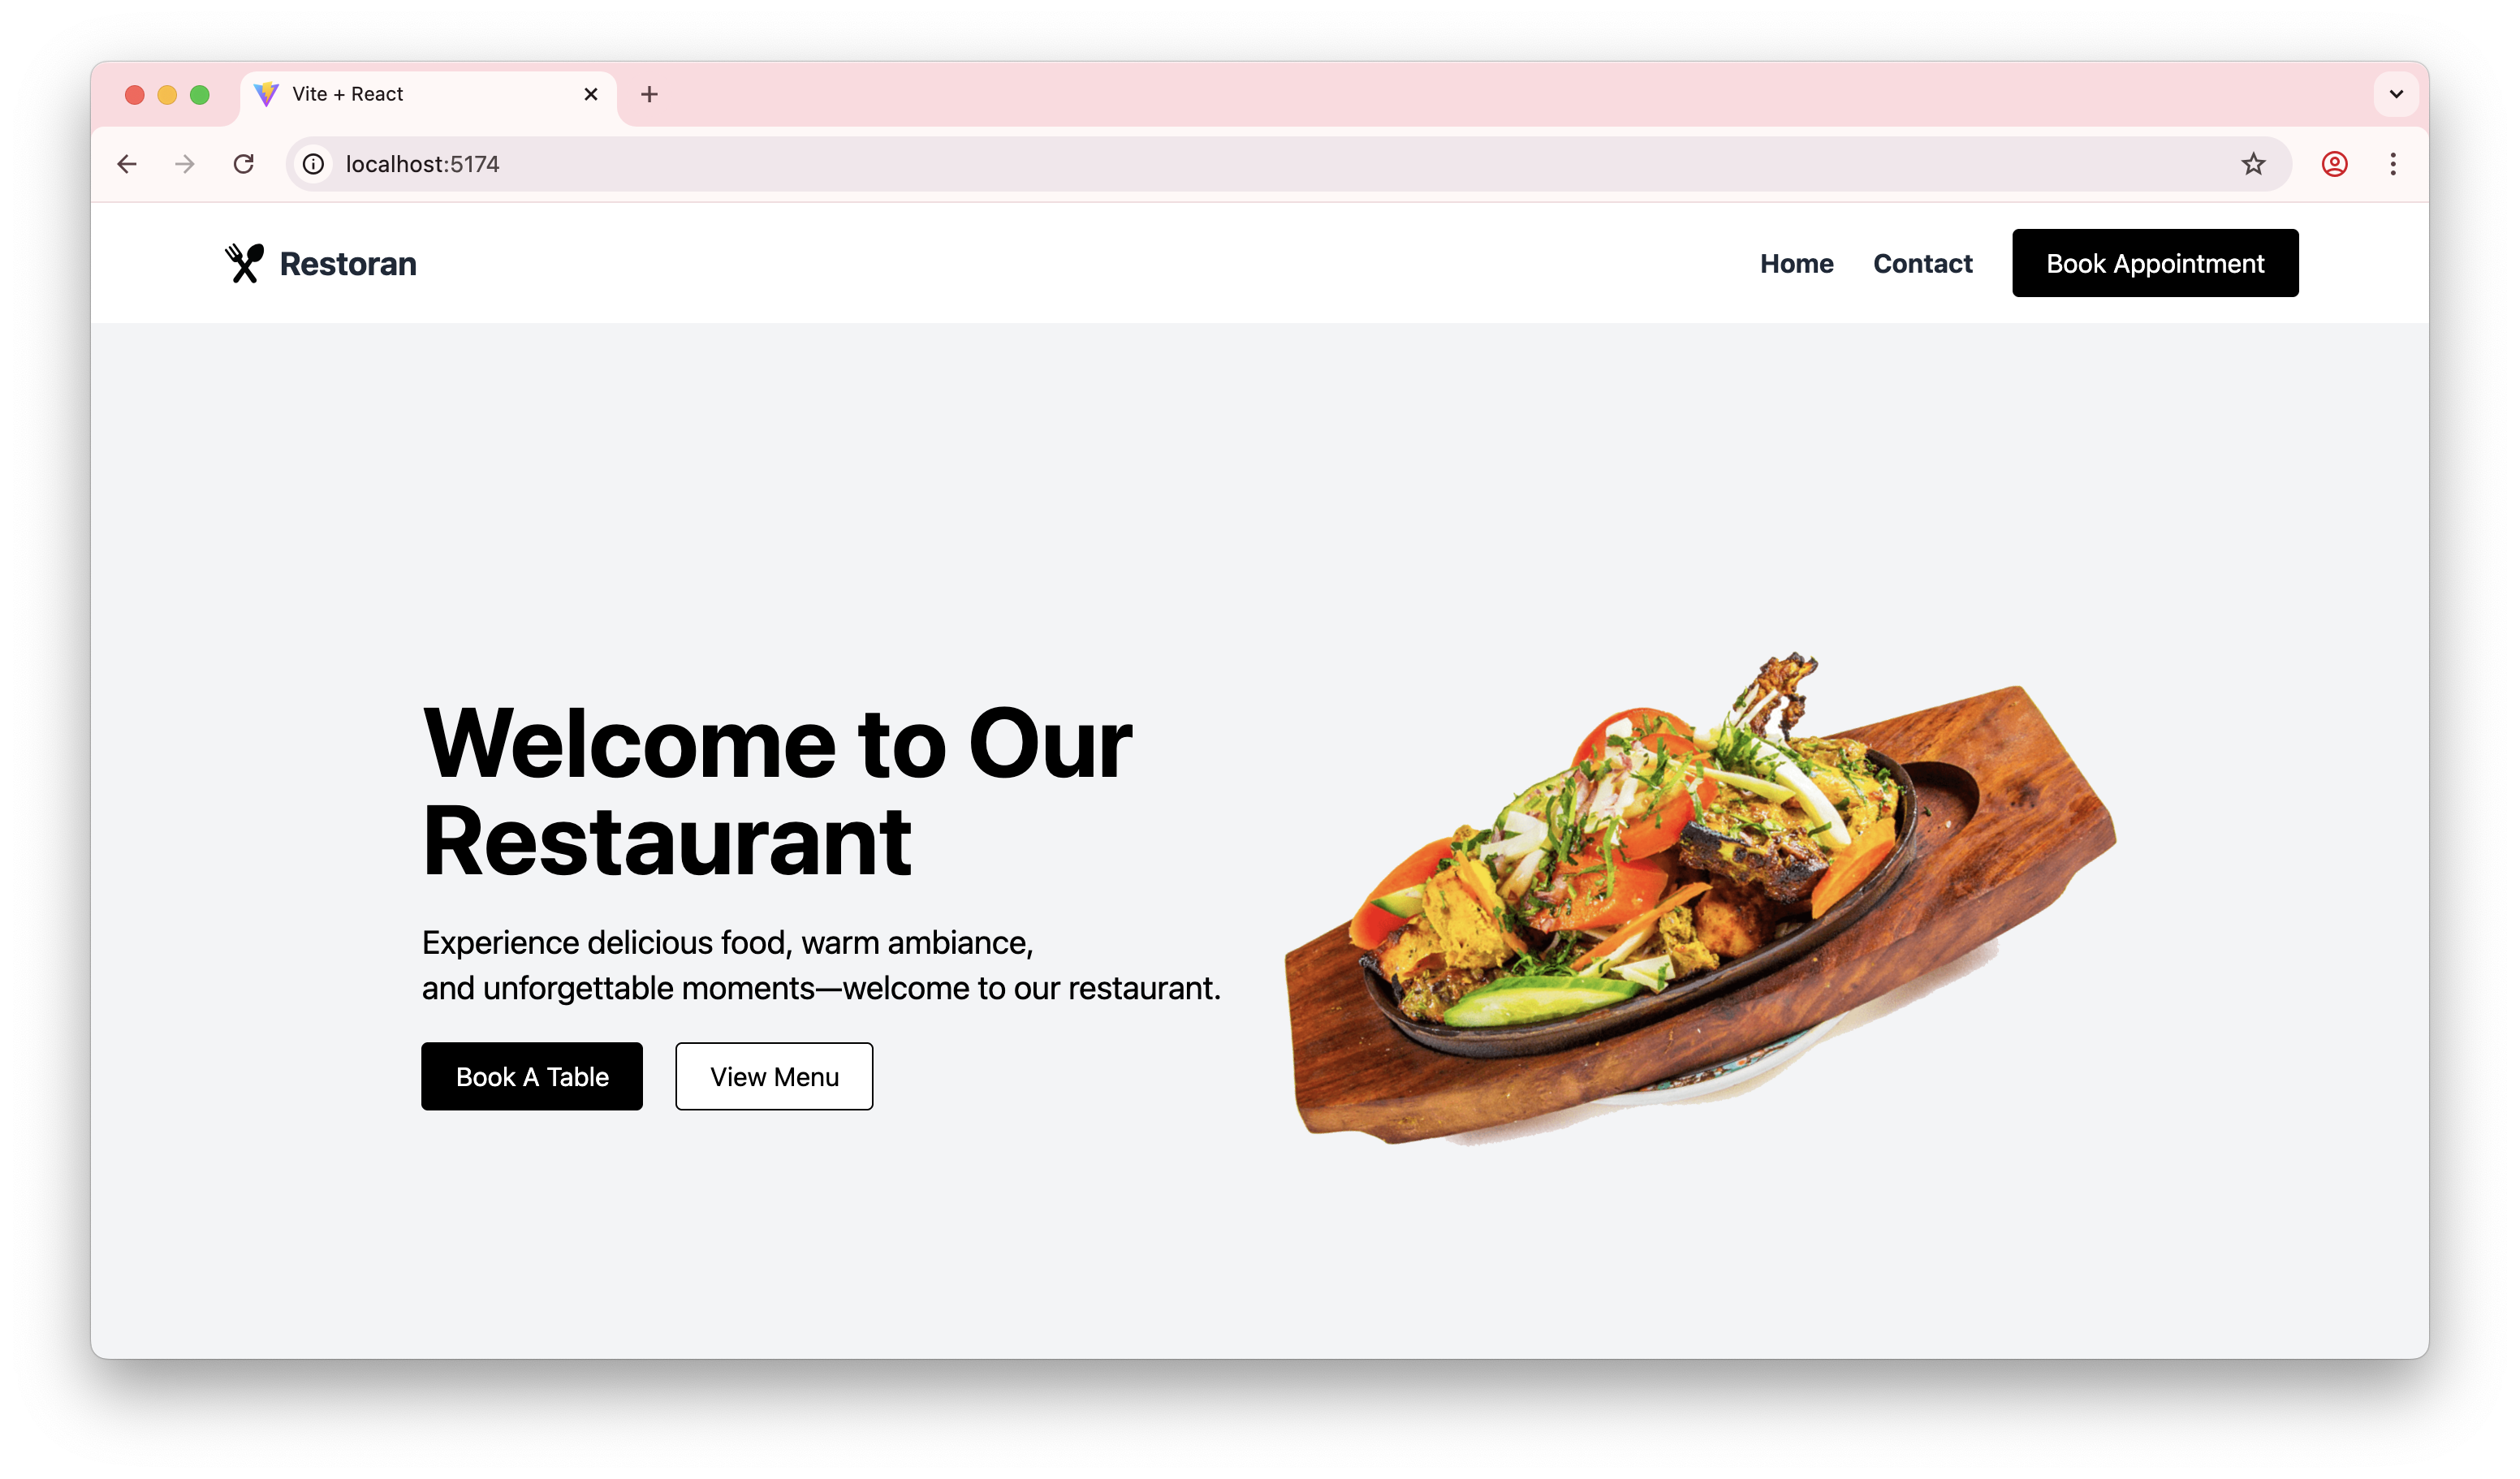 Vite + React
localhost:5174
Restoran
Home Contact Book Appointment
Welcome to Our
Restaurant
Experience delicious food, warm ambiance,
and unforgettable moments—welcome to our restaurant.
Book A Table View Menu